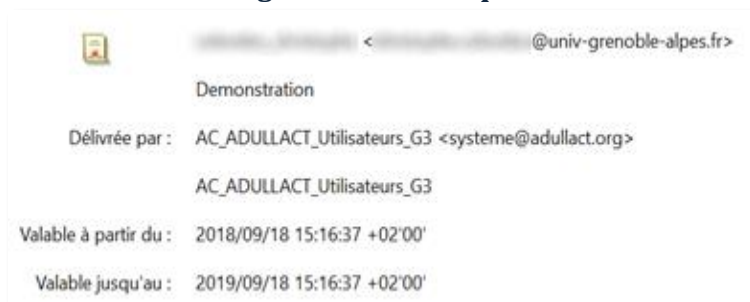 < @univ-grenoble-alpes.fr>
Demonstration
Délivrée par : AC_ADULLACT_Utilisateurs_G3 <systeme@adullact.org>
AC_ADULLACT_Utilisateurs_G3
Valable à partir du : 2018/09/18 15:16:37 +02'00'
Valable jusqu'au : 2019/09/18 15:16:37 +02'00'